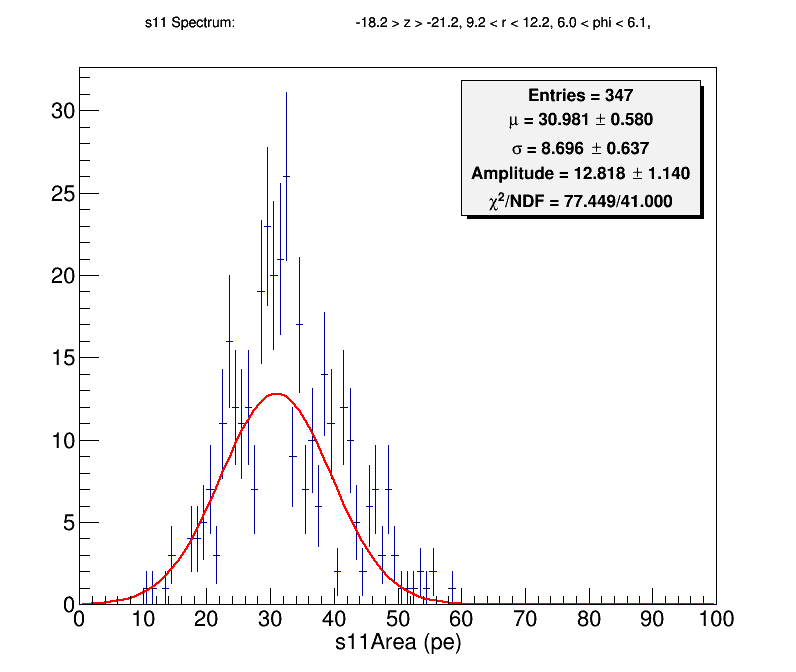 s11 Spectrum: -18.2 > z > -21.2, 9.2 < r < 12.2, 6.0 < phi < 6.1,
Entries = 347
μ = 30.981 ± 0.580
σ = 8.696 ± 0.637
Amplitude = 12.818 ± 1.140
χ²/NDF = 77.449/41.000
30
25
20
15
10
5
0
0 10 20 30 40 50 60 70 80 90 100
s11Area (pe)